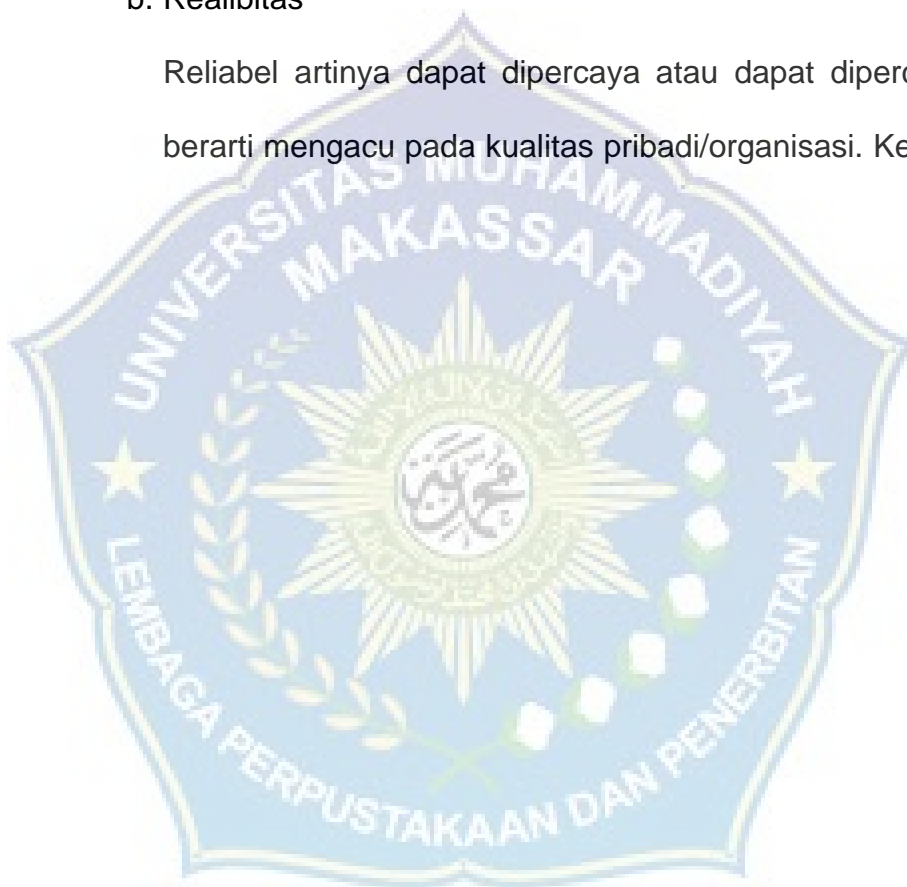 b. Realibitas
Reliabel artinya dapat dipercaya atau dapat
berarti mengacu pada kualitas pribadi/organisasi.
UNIVERSITAS MUHAMMADIYAH
MAKASSAR
LEMBAGA PERPUSTAKAAN DAN PENERBITAN